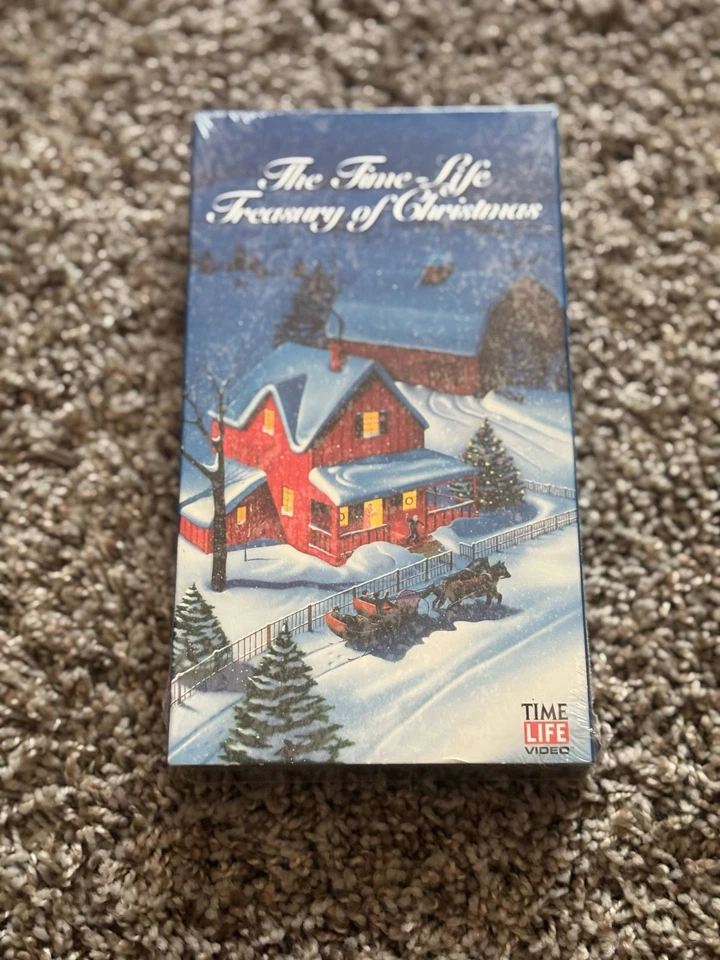 The Time-Life
Treasury of Christmas
TIME
LIFE
VIDEO